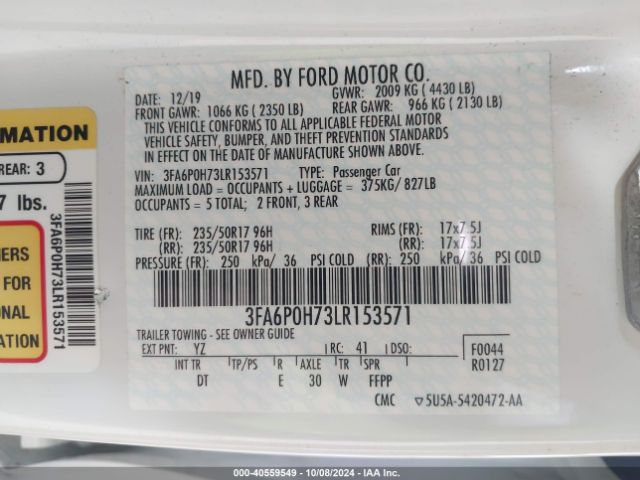 MFD. BY FORD MOTOR CO.
DATE: 12/19 GVWR: 2009 KG ( 4430 LB)
FRONT GAWR: 1066 KG ( 2350 LB) REAR GAWR: 966 KG ( 2130 LB)
THIS VEHICLE CONFORMS TO ALL APPLICABLE FEDERAL MOTOR
VEHICLE SAFETY, BUMPER, AND THEFT PREVENTION STANDARDS
IN EFFECT ON THE DATE OF MANUFACTURE SHOWN ABOVE.
VIN: 3FA6P0H73LR153571 TYPE: Passenger Car
MAXIMUM LOAD = OCCUPANTS + LUGGAGE = 375KG/ 827LB
OCCUPANTS = 5 TOTAL; 2 FRONT, 3 REAR
TIRE (FR): 235/50R17 96H RIMS (FR): 17x7.5J
(RR): 235/50R17 96H (RR): 17x7.5J
PRESSURE (FR): 250 kPa/ 36 PSI COLD (RR): 250 kPa/ 36 PSI COLD
3FA6P0H73LR153571
TRAILER TOWING - SEE OWNER GUIDE
EXT PNT: YZ RC: 41 DSO: F0044
R0127
INT TR TP/PS R AXLE TR SPR
DT E 30 W FFPP
CMC 5U5A-5420472-AA
RMATION
REAR: 3
7 lbs.
ERS
FOR
ONAL
ATION
3FA6P0H73LR153571
000-40559549 - 10/08/2024 - IAA Inc.